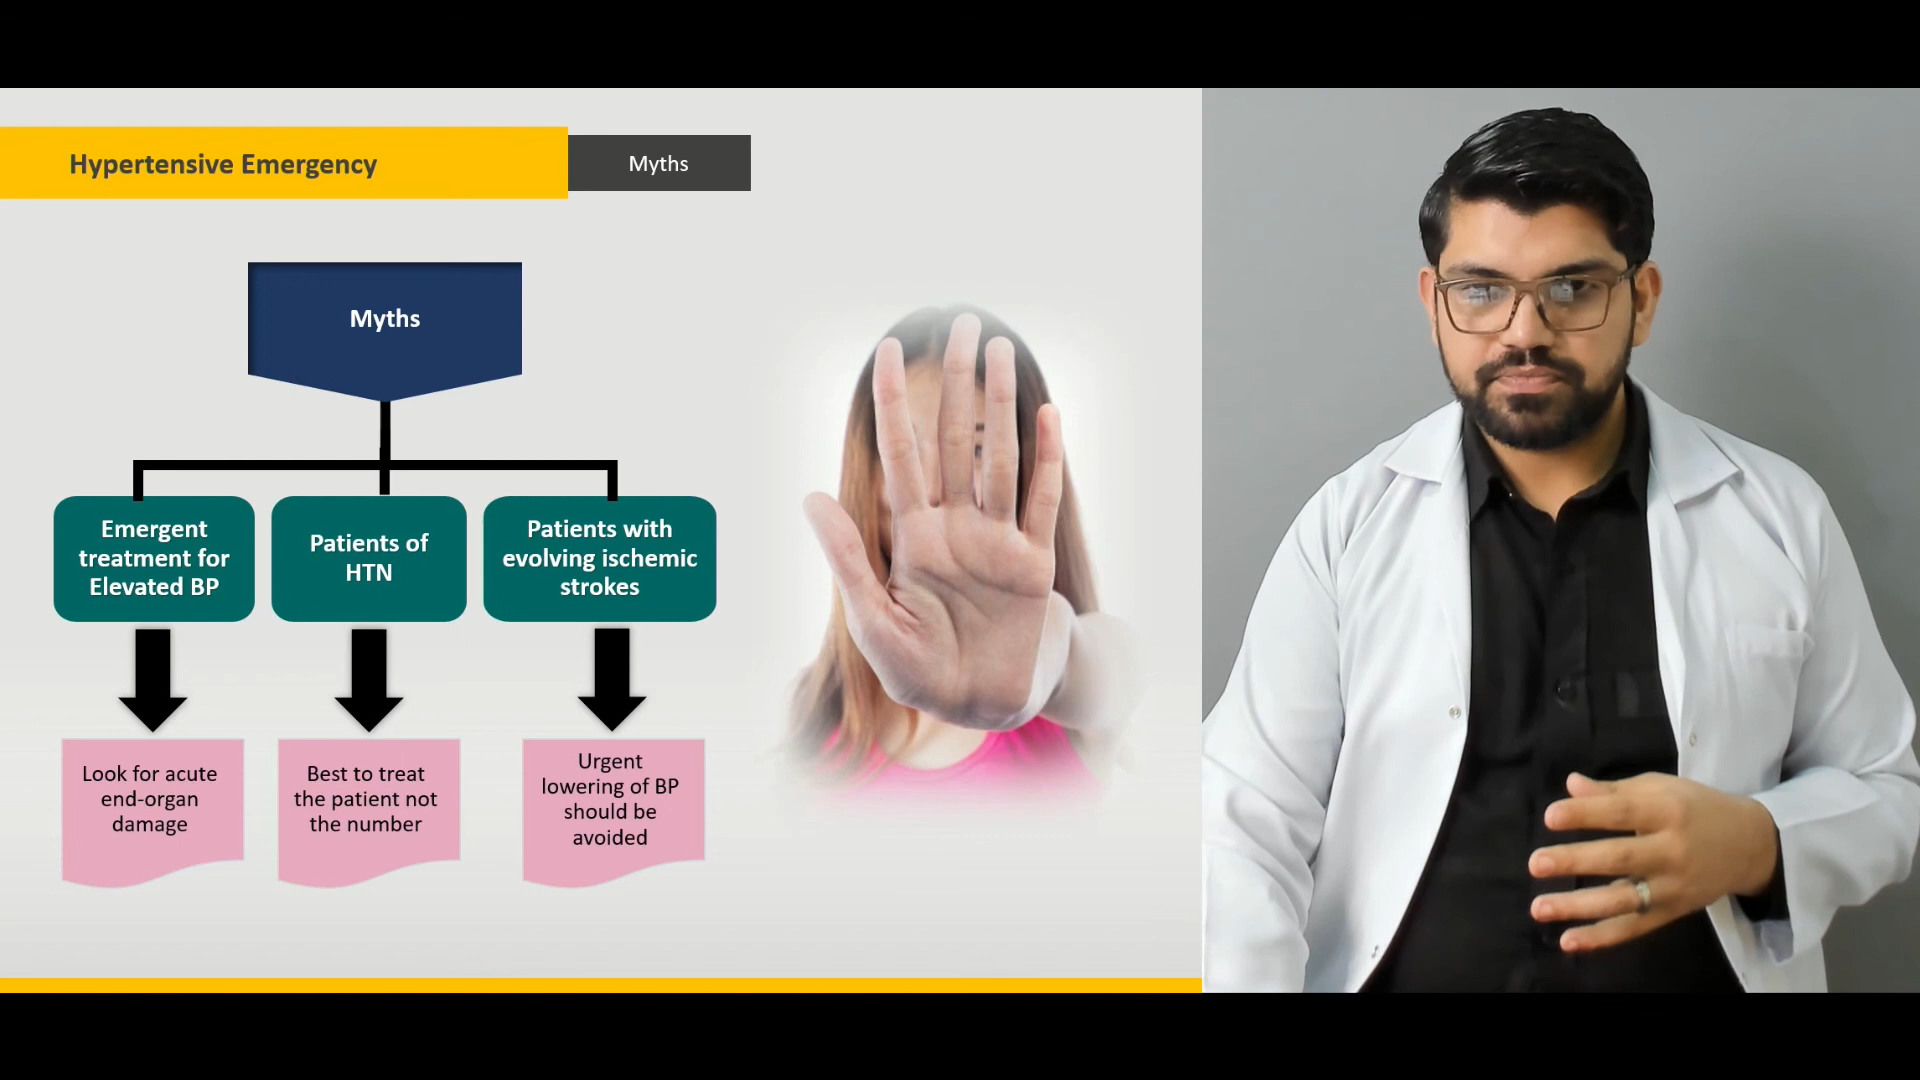 Hypertensive Emergency
Myths
Myths
Emergent
treatment for
Elevated BP
Patients of
HTN
Patients with
evolving ischemic
strokes
Look for acute
end-organ
damage
Best to treat
the patient not
the number
Urgent
lowering of BP
should be
avoided